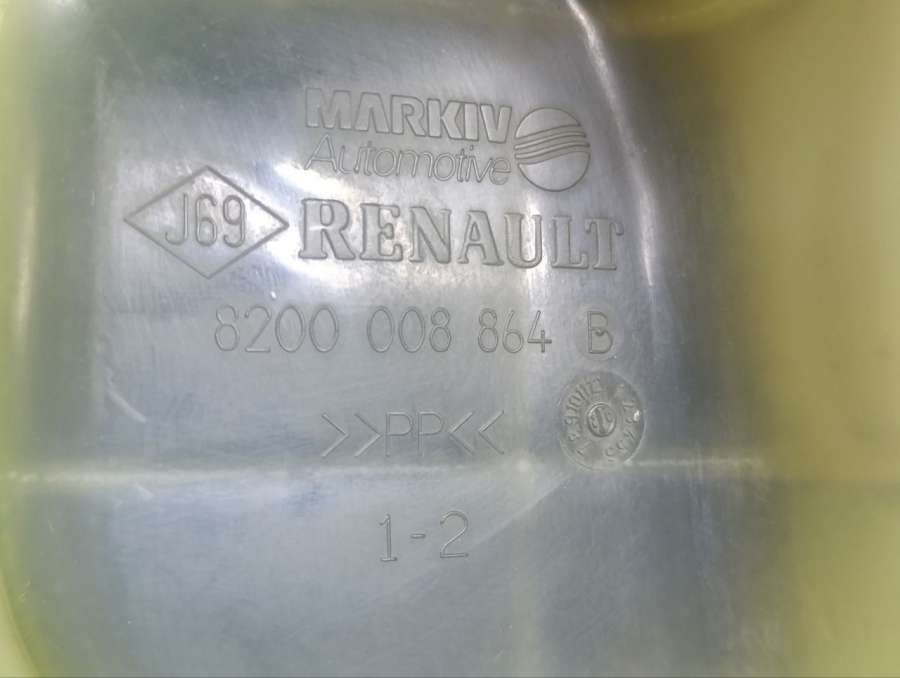 MARKIV
Automotive
J69
RENAULT
8200 008 864 B
>>PP<<
1-2